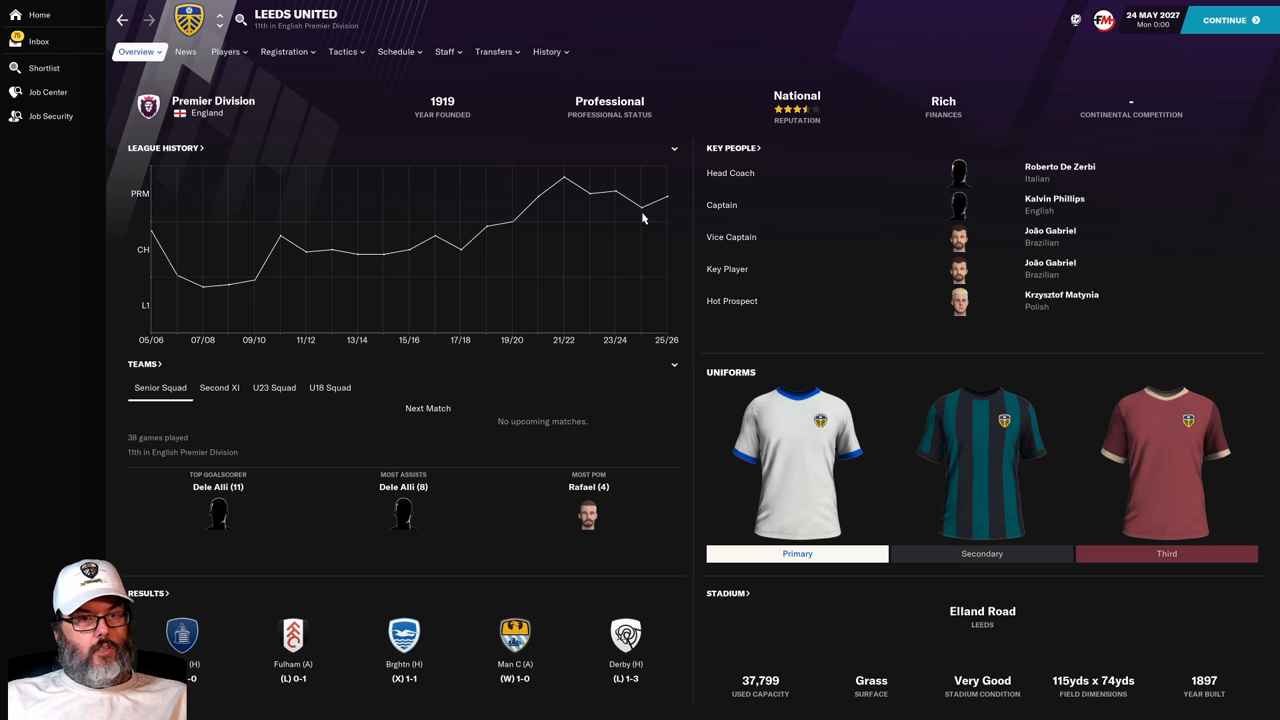 Home
75
Inbox
Shortlist
Job Center
Job Security
LEEDS UNITED
11th in English Premier Division
FM
24 MAY 2027
Mon 0:00
CONTINUE
Overview
News
Players
Registration
Tactics
Schedule
Staff
Transfers
History
Premier Division
England
1919
YEAR FOUNDED
Professional
PROFESSIONAL STATUS
National
REPUTATION
Rich
FINANCES
-
CONTINENTAL COMPETITION
LEAGUE HISTORY
PRM
CH
L1
05/06 07/08 09/10 11/12 13/14 15/16 17/18 19/20 21/22 23/24 25/26
TEAMS
Senior Squad Second XI U23 Squad U18 Squad
Next Match
No upcoming matches.
38 games played
11th in English Premier Division
TOP GOALSCORER
Dele Alli (11)
MOST ASSISTS
Dele Alli (8)
MOST POM
Rafael (4)
RESULTS
(H)
-0
Fulham (A)
(L) 0-1
Brghtn (H)
(X) 1-1
Man C (A)
(W) 1-0
Derby (H)
(L) 1-3
KEY PEOPLE
Head Coach
Roberto De Zerbi
Italian
Captain
Kalvin Phillips
English
Vice Captain
João Gabriel
Brazilian
Key Player
João Gabriel
Brazilian
Hot Prospect
Krzysztof Matynia
Polish
UNIFORMS
Primary
Secondary
Third
STADIUM
Elland Road
LEEDS
37,799
USED CAPACITY
Grass
SURFACE
Very Good
STADIUM CONDITION
115yds x 74yds
FIELD DIMENSIONS
1897
YEAR BUILT